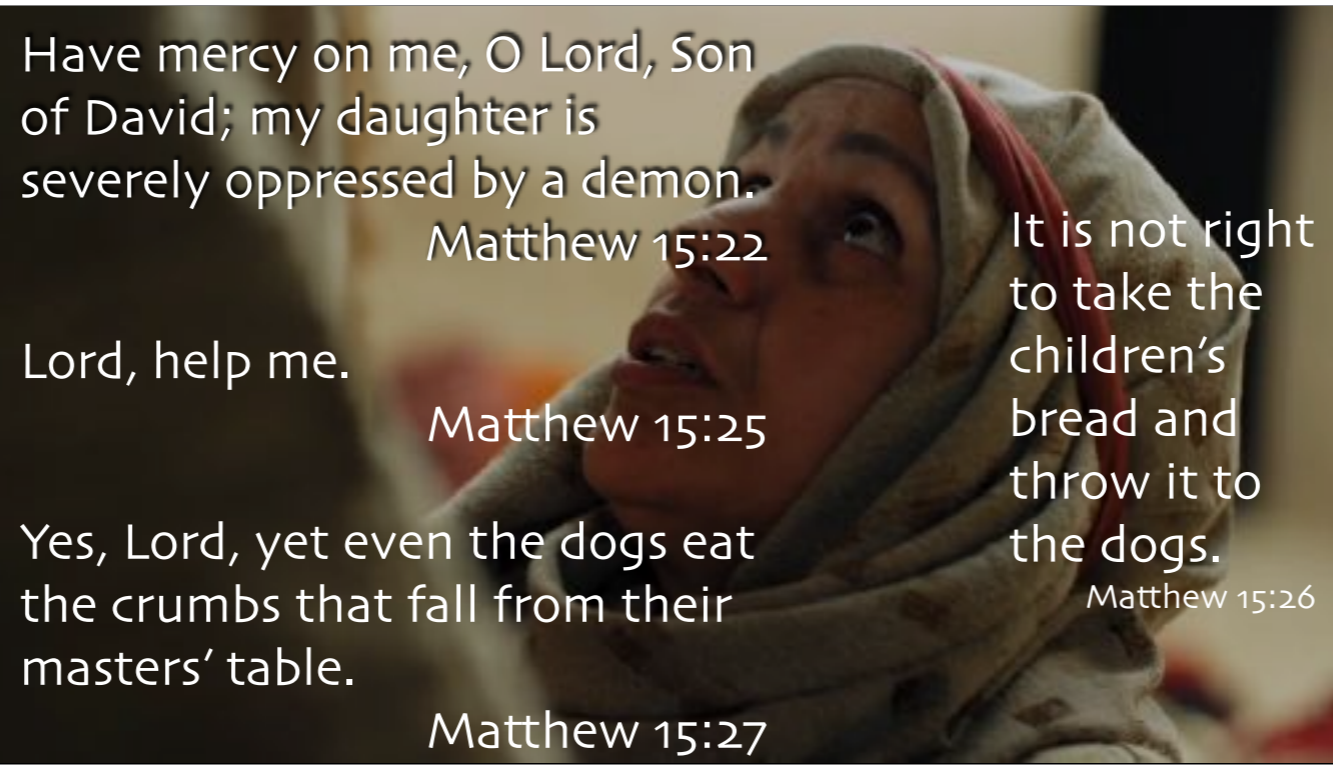 Have mercy on me, O Lord, Son
of David; my daughter is
severely oppressed by a demon.
Matthew 15:22
Lord, help me.
Matthew 15:25
Yes, Lord, yet even the dogs eat
the crumbs that fall from their
masters’ table.
Matthew 15:27
It is not right
to take the
children’s
bread and
throw it to
the dogs.
Matthew 15:26